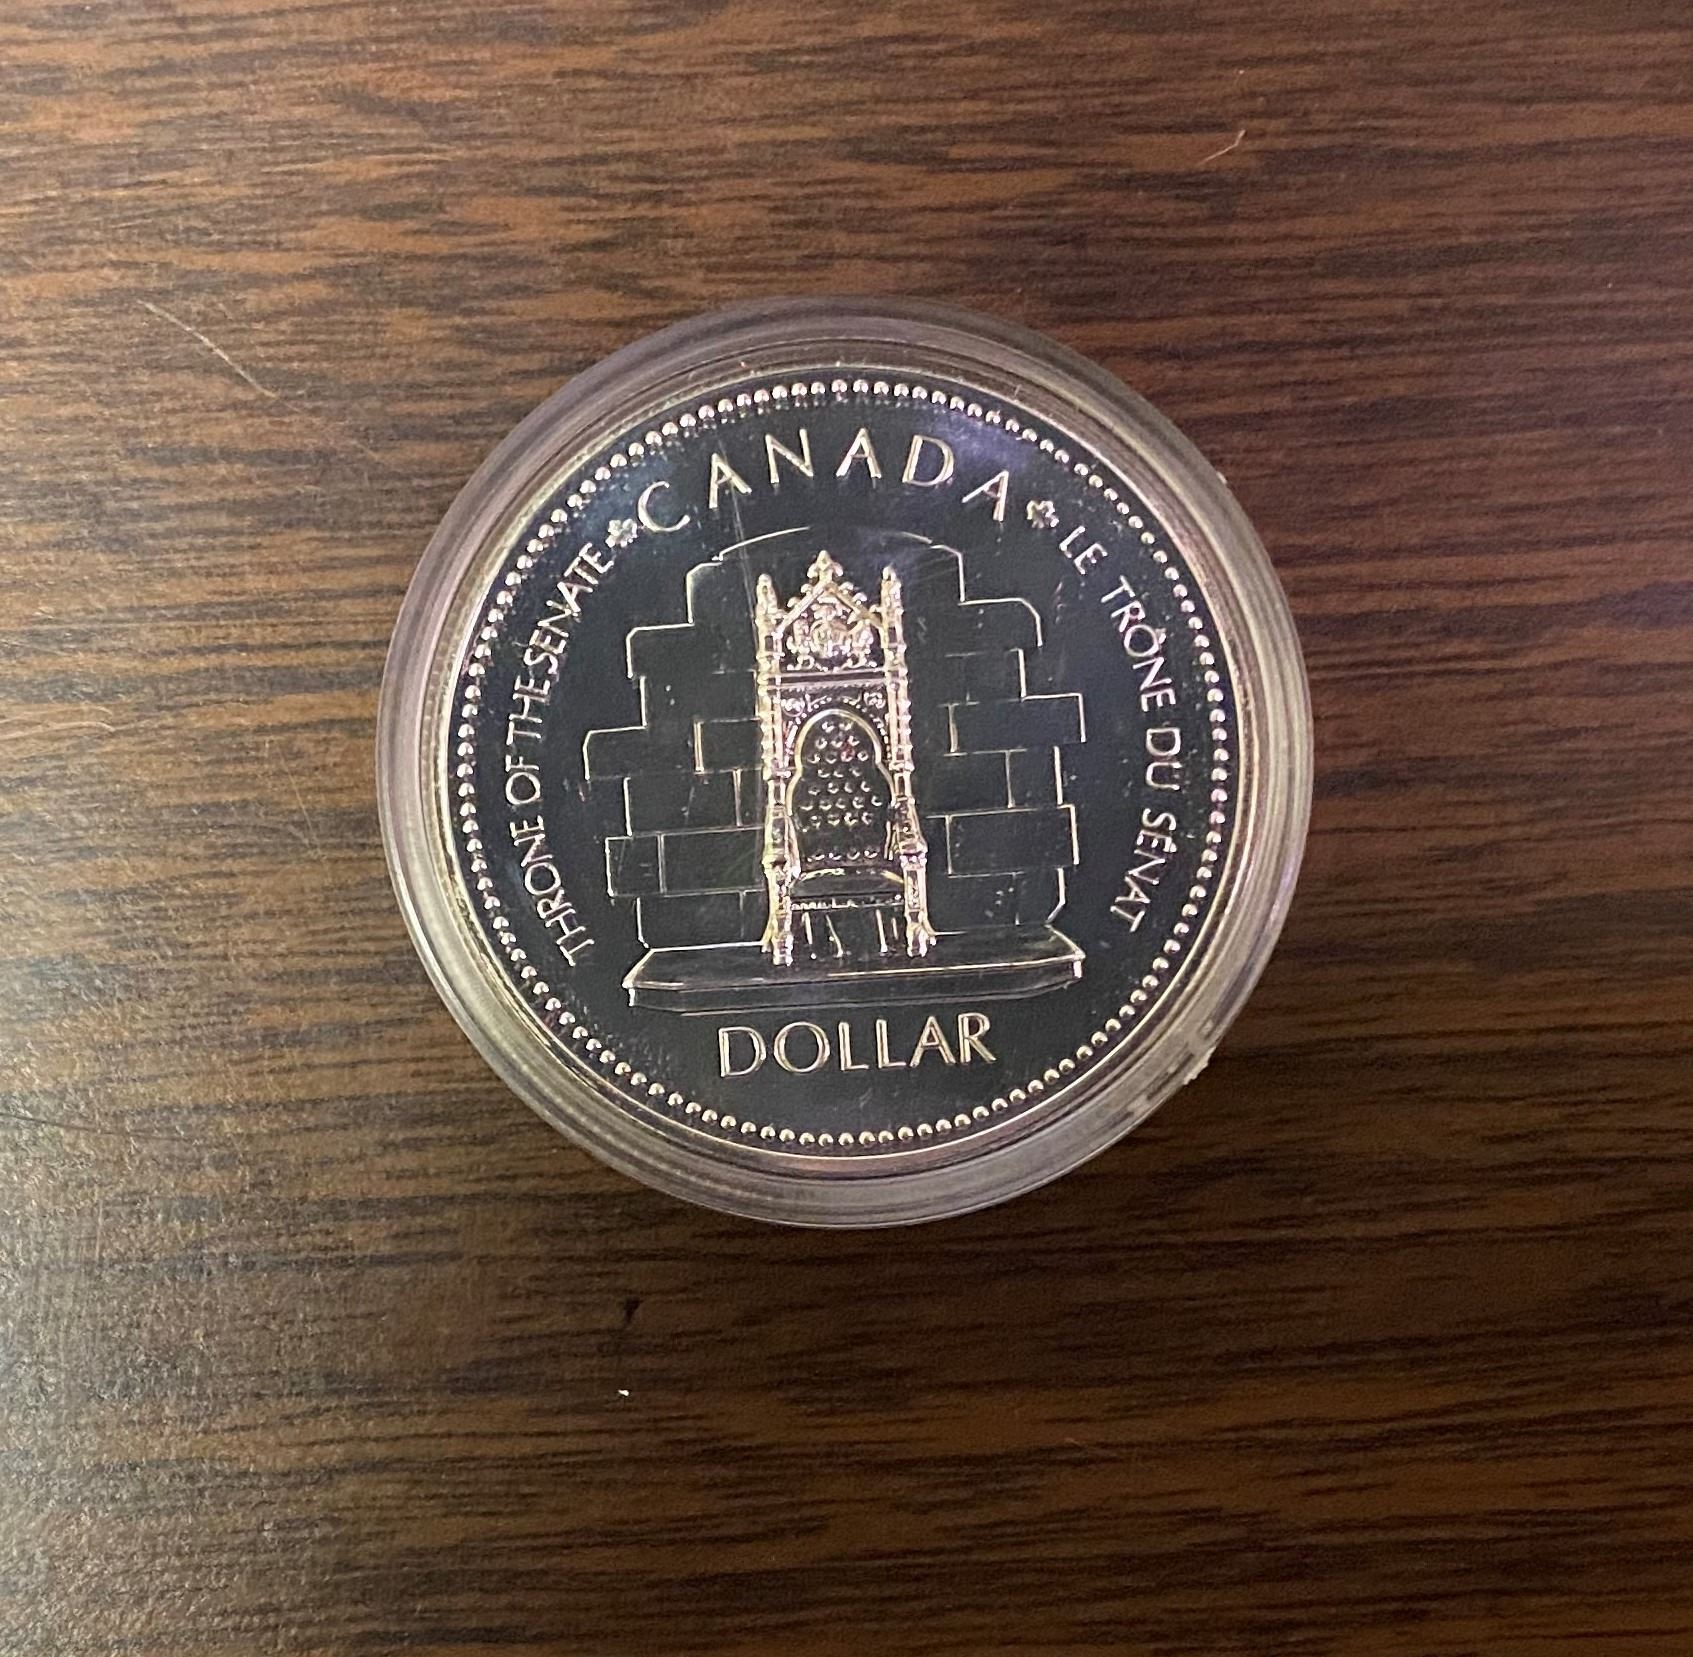 CANADA
THRONE OF THE SENATE
LE TRÔNE DU SÉNAT
DOLLAR